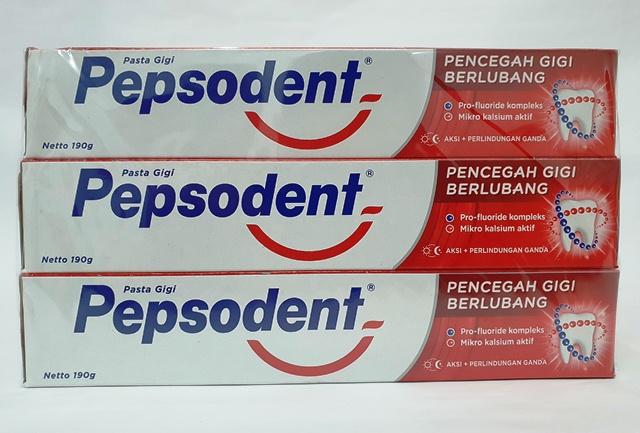 Pasta Gigi
Pepsodent®
Netto 190g
PENCEGAH GIGI
BERLUBANG
Pro-fluoride kompleks
Mikro kalsium aktif
AKSI + PERLINDUNGAN GANDA
Pasta Gigi
Pepsodent®
Netto 190g
PENCEGAH GIGI
BERLUBANG
Pro-fluoride kompleks
Mikro kalsium aktif
AKSI + PERLINDUNGAN GANDA
Pasta Gigi
Pepsodent®
Netto 190g
PENCEGAH GIGI
BERLUBANG
Pro-fluoride kompleks
Mikro kalsium aktif
AKSI + PERLINDUNGAN GANDA